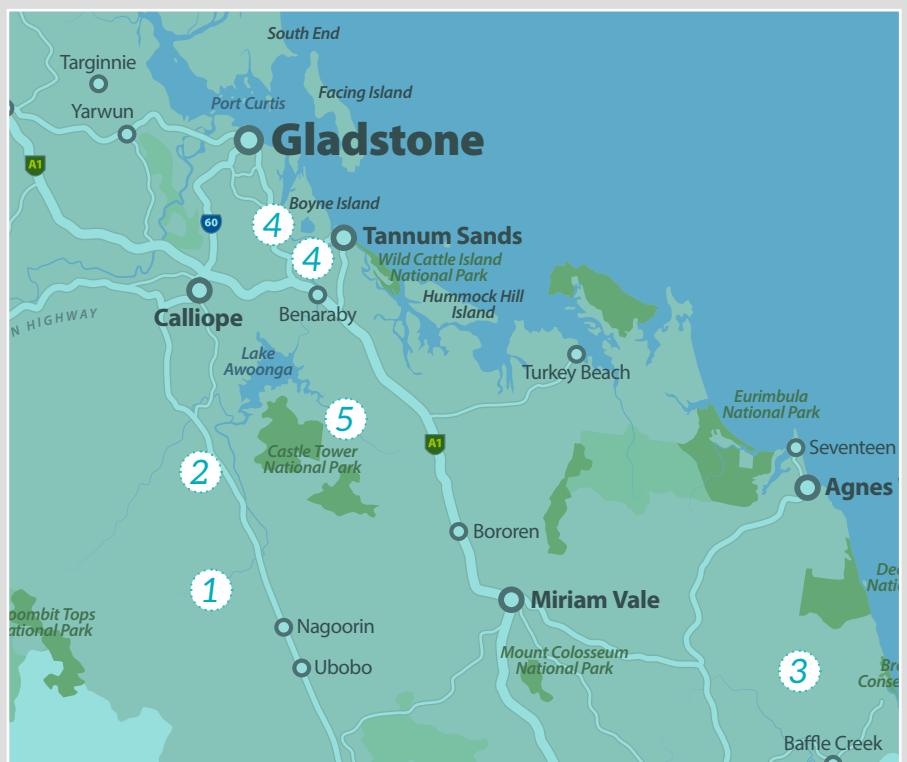 South End
Targinnie
Facing Island
Port Curtis
Yarwun
Gladstone
A1
Boyne Island
60
4
Tannum Sands
4
Wild Cattle Island
National Park
Hummock Hill
Island
Benaraby
Calliope
N HIGHWAY
Lake
Awoonga
Turkey Beach
Eurimbula
National Park
5
A1
Seventeen
Castle Tower
National Park
2
Agnes
Bororen
1
Miriam Vale
oombit Tops
ational Park
Nagoorin
Ubobo
Mount Colosseum
National Park
3
Baffle Creek